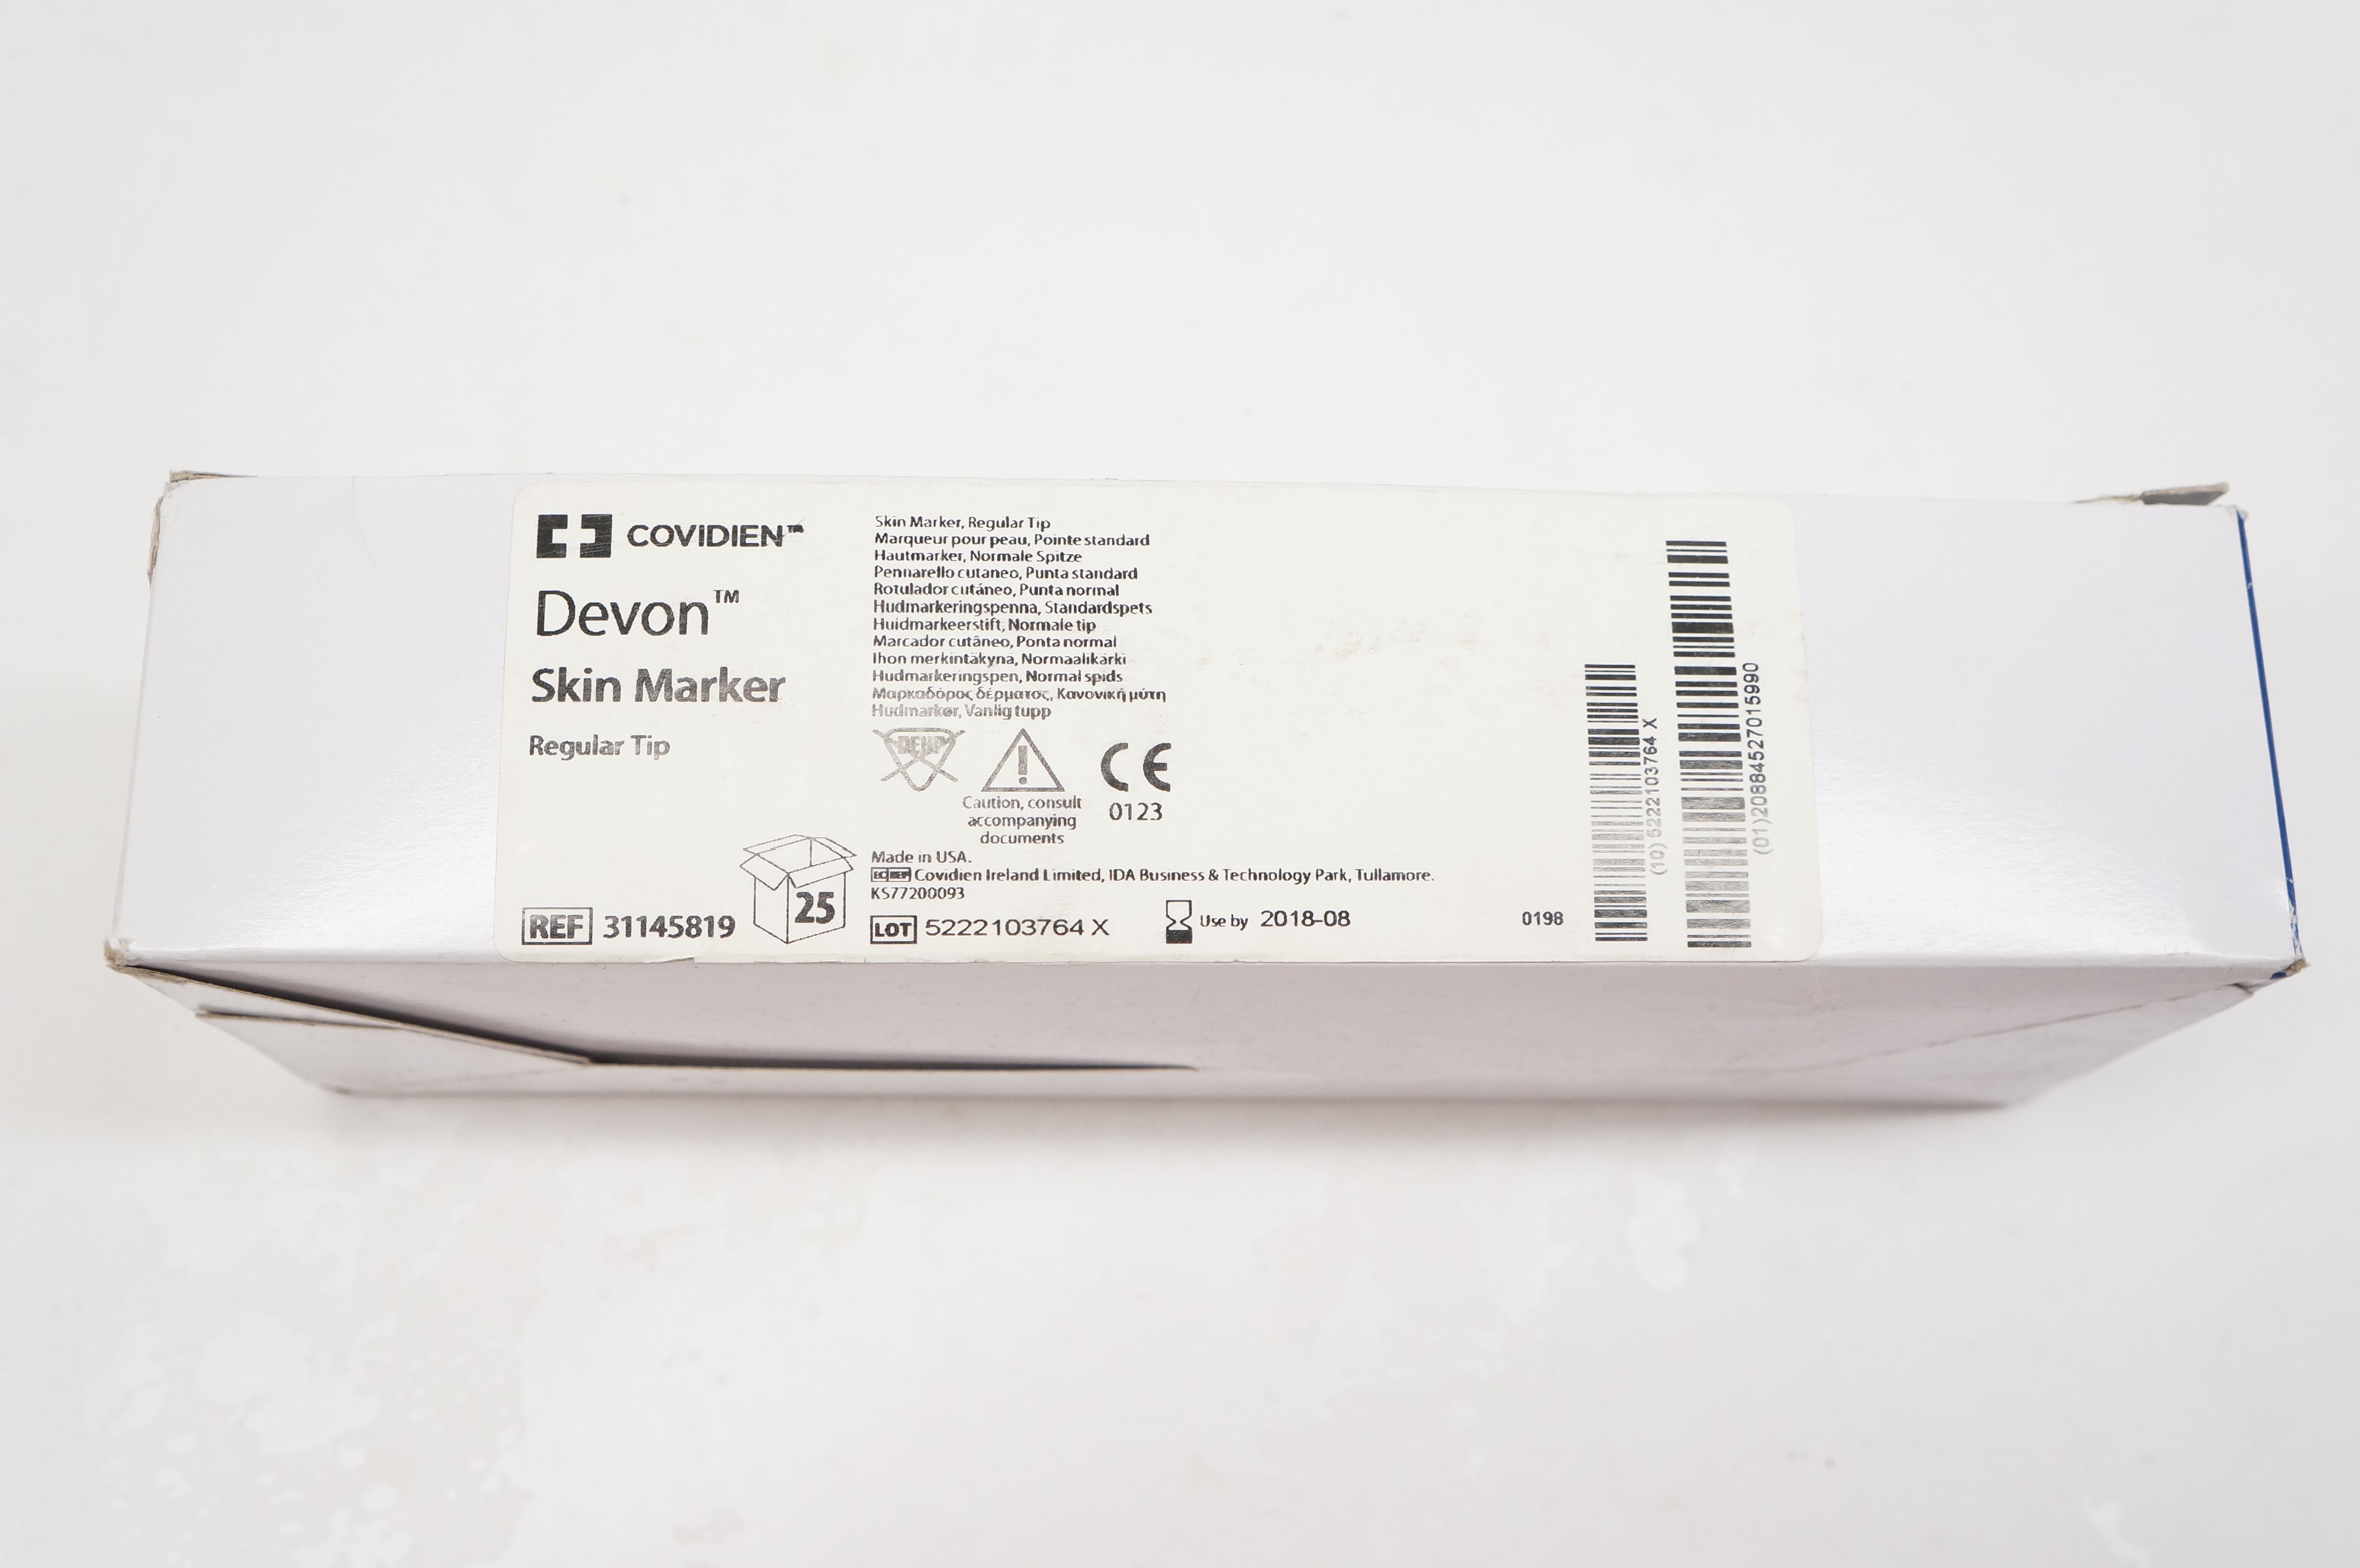 COVIDIEN™
Devon™
Skin Marker
Regular Tip
REF 31145819
25
Skin Marker, Regular Tip
Marqueur pour peau, Pointe standard
Hautmarker, Normale Spitze
Pennarello cutaneo, Punta standard
Rotulador cutáneo, Punta normal
Hudmarkeringspenna, Standardspets
Huidmarkeerstift, Normale tip
Marcador cutâneo, Ponta normal
Ihon merkintäkynä, Normaalikärki
Hudmarkeringspen, Normal spids
Μαρκαδόρος δέρματος, Κανονική μύτη
Hudmarkør, Vanlig tupp
DEHP
Caution, consult
accompanying
documents
CE
0123
Made in USA.
EC REP Covidien Ireland Limited, IDA Business & Technology Park, Tullamore.
KS77200093
LOT 5222103764 X
Use by 2018-08
0198
(10) 5222103764 X
(01)20884527015990